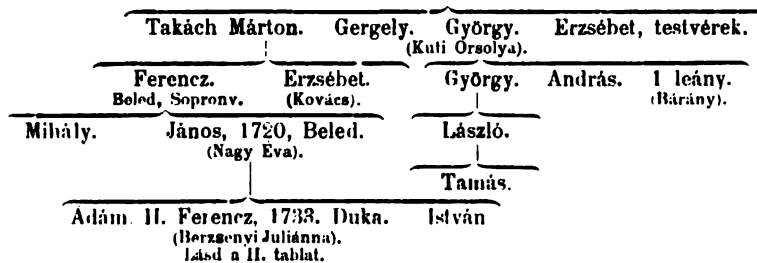 Takách Márton. Gergely. György. Erzsébet, testvérek.
(Kuti Orsolya).
Ferencz. Erzsébet. György. András. 1 leány.
Beled, Sopronv. (Kovács). (Bárány).
Mihály. János, 1720, Beled. László.
(Nagy Éva).
Tamás.
Ádám. II. Ferencz, 1733. Duka. István
(Berzsenyi Juliánna).
Lásd a II. táblát.